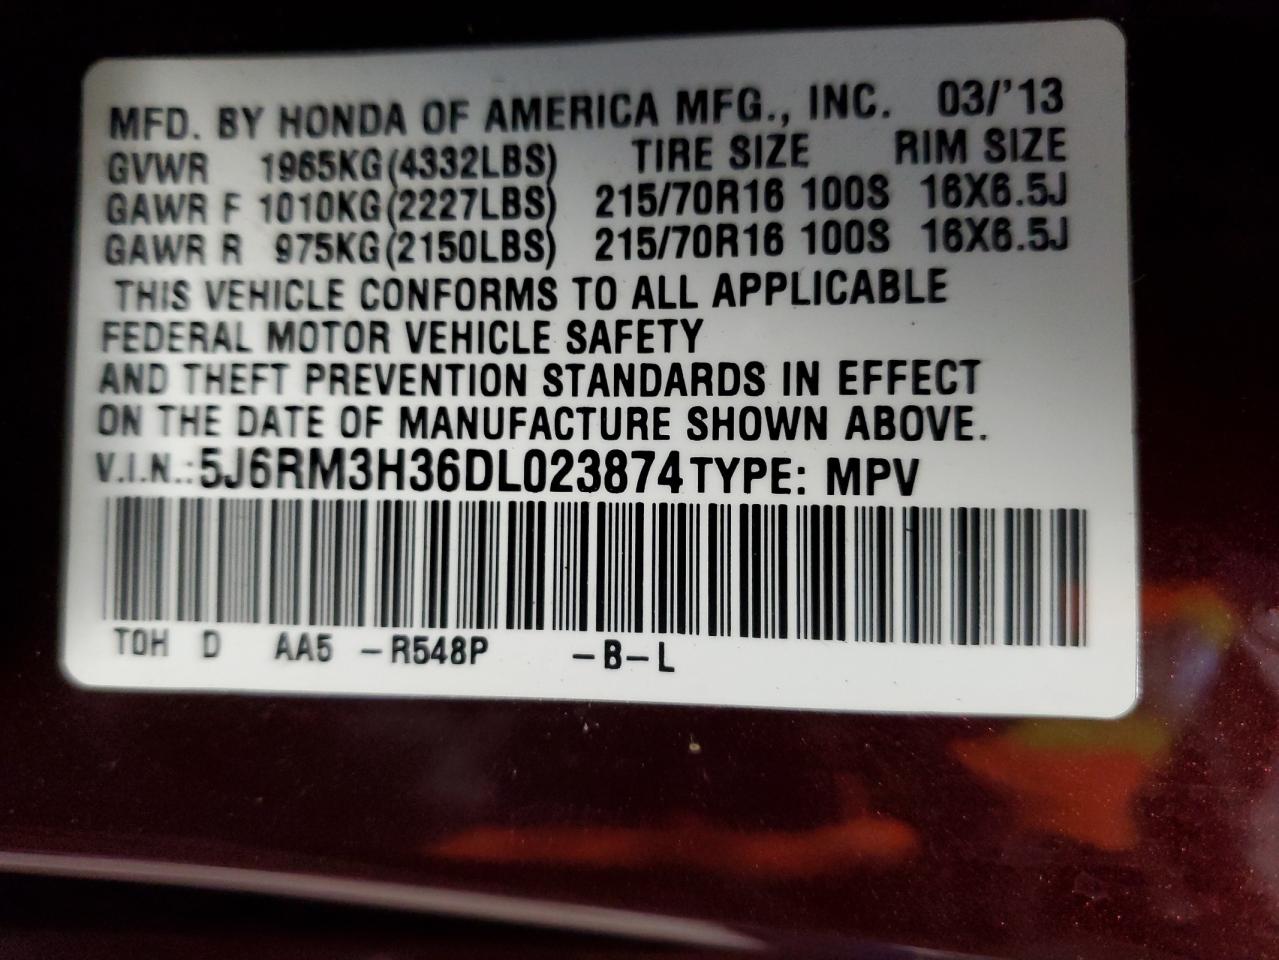 MFD. BY HONDA OF AMERICA MFG., INC. 03/'13
GVWR 1965KG(4332LBS) TIRE SIZE RIM SIZE
GAWR F 1010KG(2227LBS) 215/70R16 100S 16X6.5J
GAWR R 975KG(2150LBS) 215/70R16 100S 16X6.5J
THIS VEHICLE CONFORMS TO ALL APPLICABLE
FEDERAL MOTOR VEHICLE SAFETY
AND THEFT PREVENTION STANDARDS IN EFFECT
ON THE DATE OF MANUFACTURE SHOWN ABOVE.
V.I.N.:5J6RM3H36DL023874 TYPE: MPV
TOH D AA5 -R548P -B-L